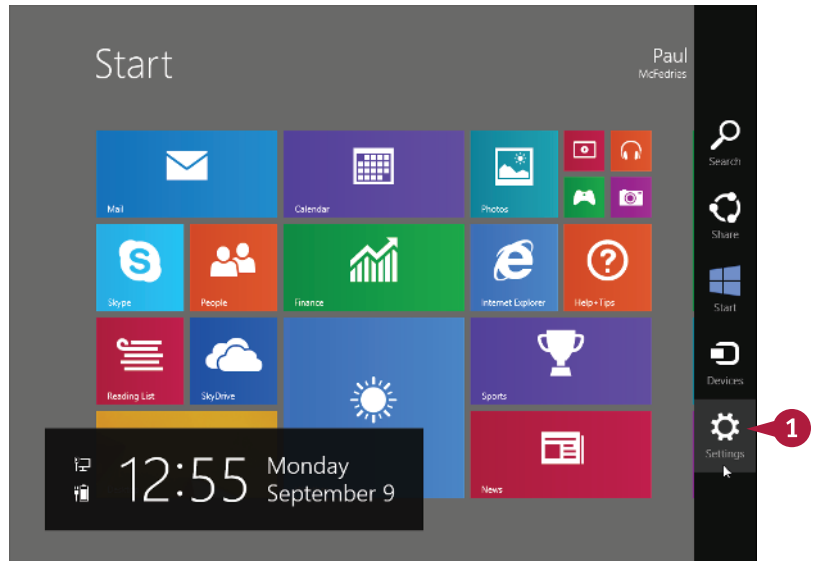 Start
Paul
McFedries
Search
Share
Start
Devices
Settings
1
Mail
Calendar
Photos
Skype
People
Finance
Internet Explorer
Help+Tips
Reading List
SkyDrive
Sports
News
12:55
Monday
September 9